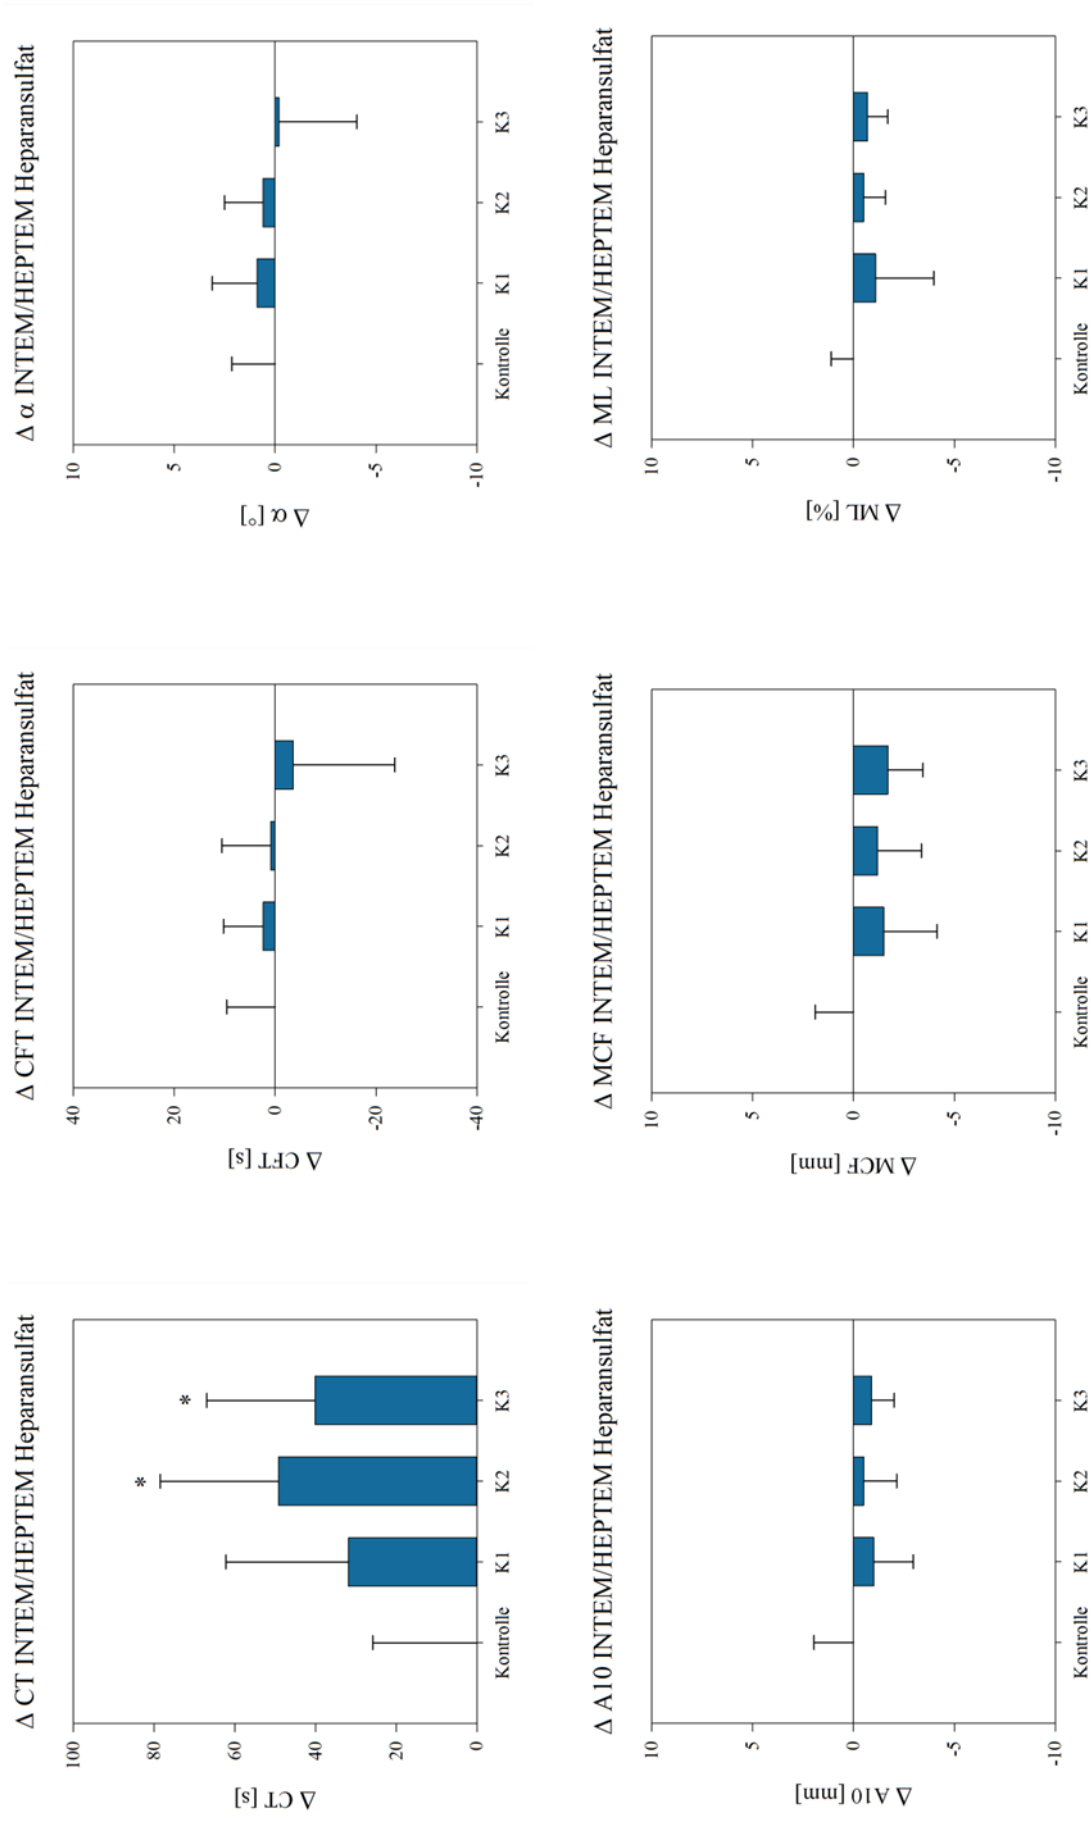 Δ CT INTEM/HEPTEM Heparansulfat
Δ CT [s]
100
80
60
40
20
0
*
*
Kontrolle K1 K2 K3
Δ CFT INTEM/HEPTEM Heparansulfat
Δ CFT [s]
40
20
0
-20
-40
Kontrolle K1 K2 K3
Δ α INTEM/HEPTEM Heparansulfat
Δ α [°]
10
5
0
-5
-10
Kontrolle K1 K2 K3
Δ A10 INTEM/HEPTEM Heparansulfat
Δ A10 [mm]
10
5
0
-5
-10
Kontrolle K1 K2 K3
Δ MCF INTEM/HEPTEM Heparansulfat
Δ MCF [mm]
10
5
0
-5
-10
Kontrolle K1 K2 K3
Δ ML INTEM/HEPTEM Heparansulfat
Δ ML [%]
10
5
0
-5
-10
Kontrolle K1 K2 K3